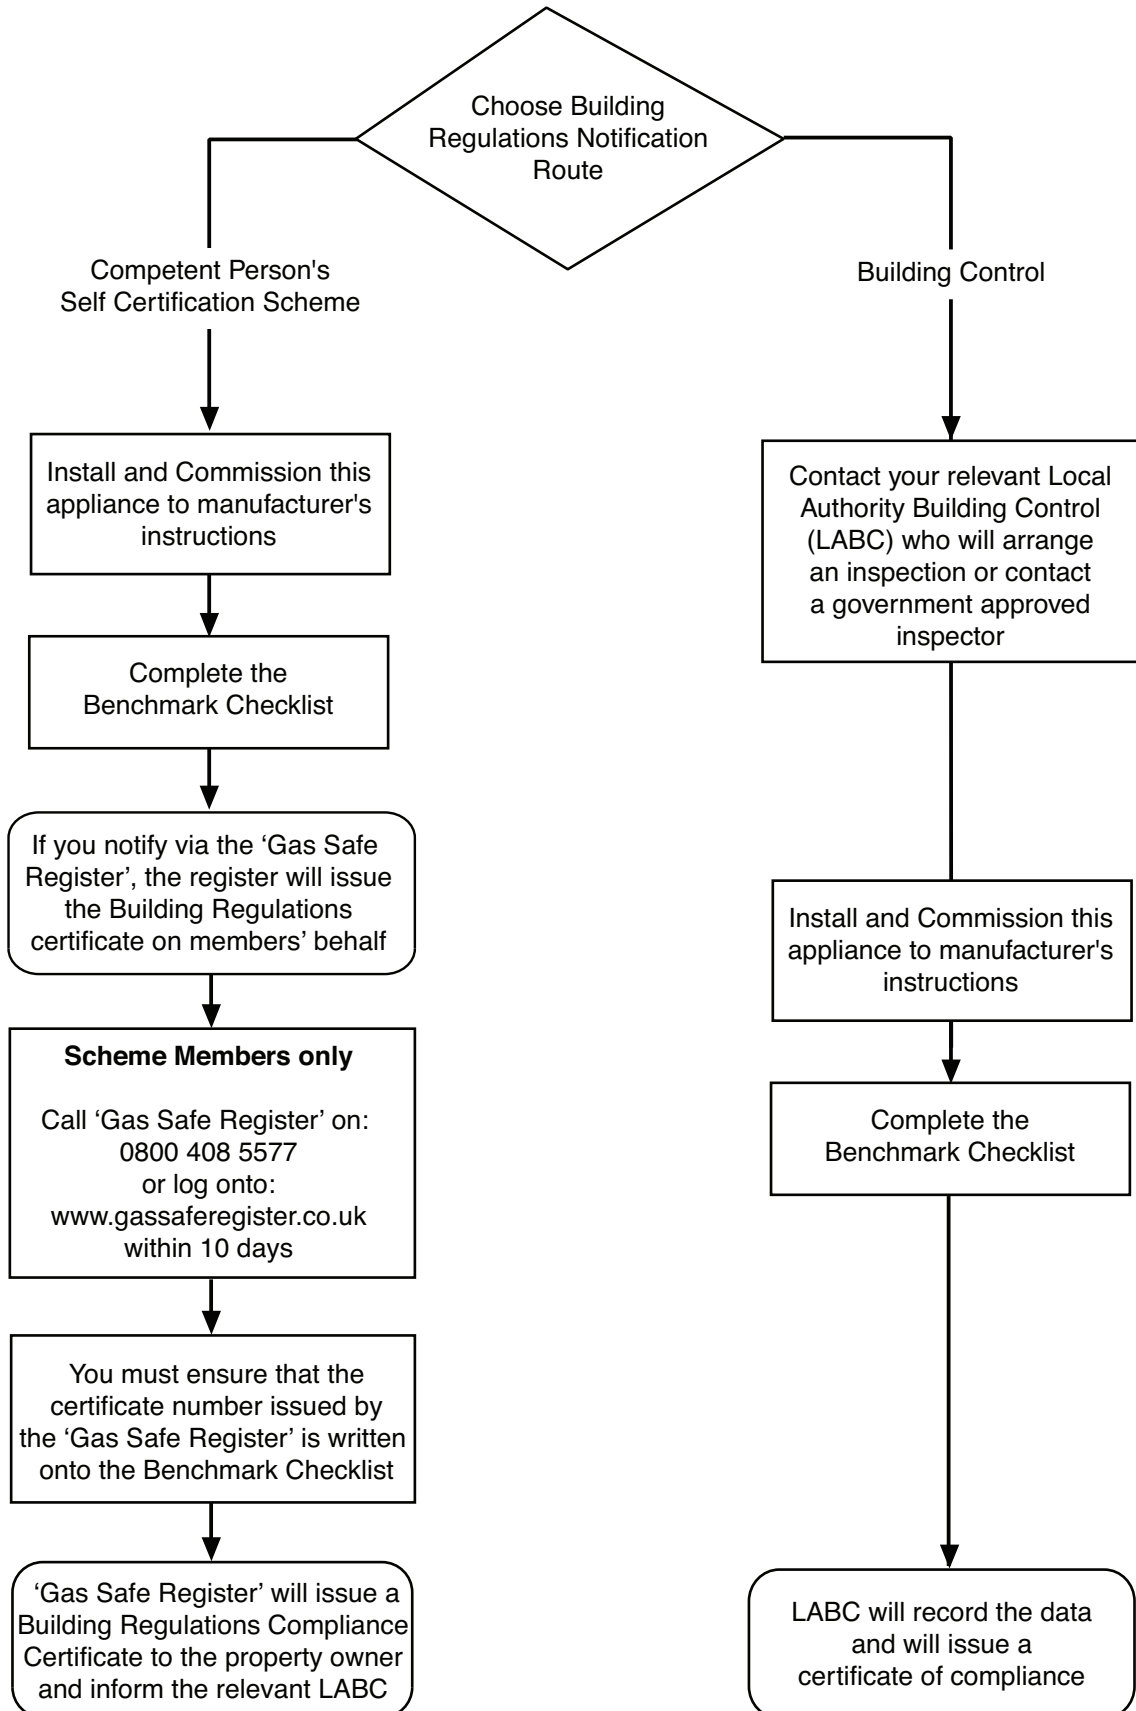 Choose Building
Regulations Notification
Route
Competent Person's
Self Certification Scheme
Building Control
Install and Commission this
appliance to manufacturer's
instructions
Complete the
Benchmark Checklist
If you notify via the ‘Gas Safe
Register’, the register will issue
the Building Regulations
certificate on members’ behalf
Scheme Members only
Call ‘Gas Safe Register’ on:
0800 408 5577
or log onto:
www.gassaferegister.co.uk
within 10 days
You must ensure that the
certificate number issued by
the ‘Gas Safe Register’ is written
onto the Benchmark Checklist
‘Gas Safe Register’ will issue a
Building Regulations Compliance
Certificate to the property owner
and inform the relevant LABC
Contact your relevant Local
Authority Building Control
(LABC) who will arrange
an inspection or contact
a government approved
inspector
Install and Commission this
appliance to manufacturer's
instructions
Complete the
Benchmark Checklist
LABC will record the data
and will issue a
certificate of compliance